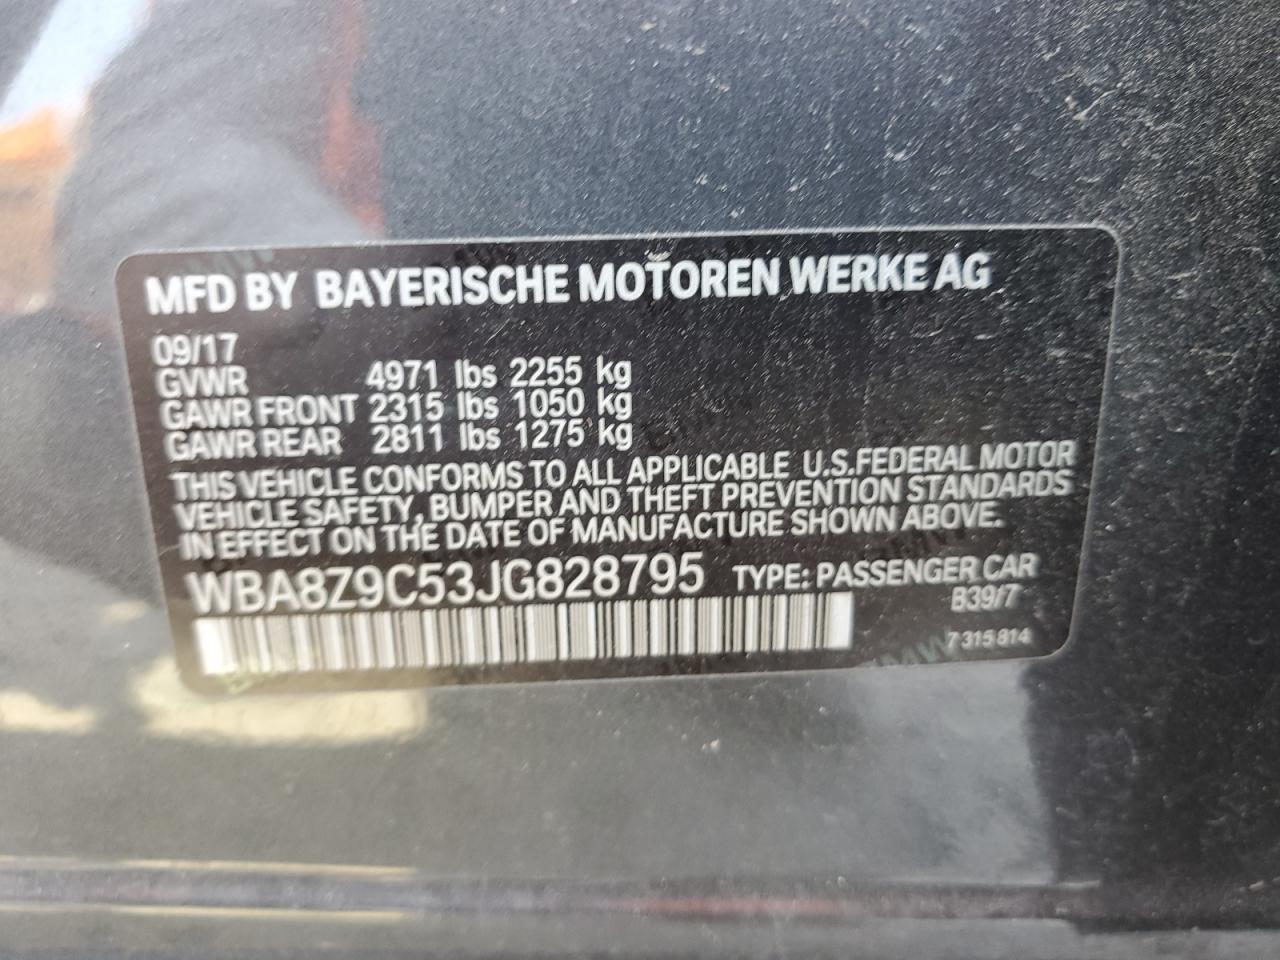 MFD BY BAYERISCHE MOTOREN WERKE AG
09/17
GVWR 4971 lbs 2255 kg
GAWR FRONT 2315 lbs 1050 kg
GAWR REAR 2811 lbs 1275 kg
THIS VEHICLE CONFORMS TO ALL APPLICABLE U.S.FEDERAL MOTOR
VEHICLE SAFETY, BUMPER AND THEFT PREVENTION STANDARDS
IN EFFECT ON THE DATE OF MANUFACTURE SHOWN ABOVE.
WBA8Z9C53JG828795 TYPE: PASSENGER CAR
B39/7
7 315 814